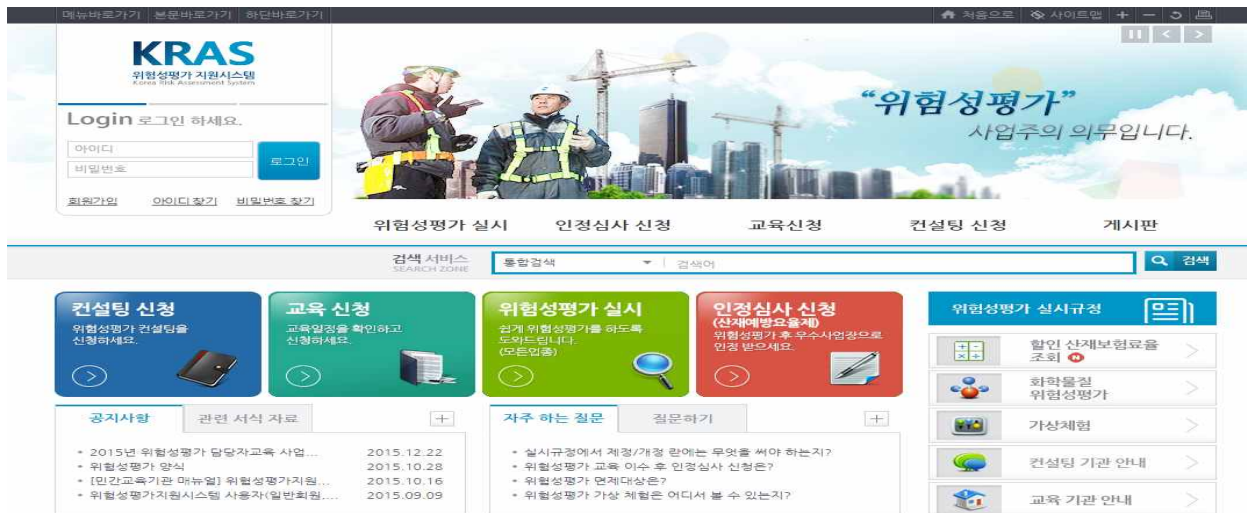 메뉴바로가기 본문바로가기 하단바로가기
처음으로 사이트맵
KRAS
위험성평가 지원시스템
Korea Risk Assessment System
Login 로그인 하세요.
아이디
비밀번호
로그인
회원가입 아이디 찾기 비밀번호 찾기
“위험성평가”
사업주의 의무입니다.
위험성평가 실시 인정심사 신청 교육신청 컨설팅 신청 게시판
검색 서비스
SEARCH ZONE
통합검색
검색어
검색
컨설팅 신청
위험성평가 컨설팅을
신청하세요.
교육 신청
교육일정을 확인하고
신청하세요.
위험성평가 실시
쉽게 위험성평가를 하도록
도와드립니다.
(모든업종)
인정심사 신청
(산재예방요율제)
위험성평가 후 우수사업장으로
인정 받으세요.
위험성평가 실시규정
할인 산재보험료율
조회 N
화학물질
위험성평가
가상체험
컨설팅 기관 안내
교육 기관 안내
공지사항 관련 서식 자료
2015년 위험성평가 담당자교육 사업... 2015.12.22
위험성평가 양식 2015.10.28
[민간교육기관 매뉴얼] 위험성평가지원... 2015.10.16
위험성평가지원시스템 사용자(일반회원,... 2015.09.09
자주 하는 질문 질문하기
실시규정에서 제정/개정 란에는 무엇을 써야 하는지?
위험성평가 교육 이수 후 인정심사 신청은?
위험성평가 면제대상은?
위험성평가 가상 체험은 어디서 볼 수 있는지?